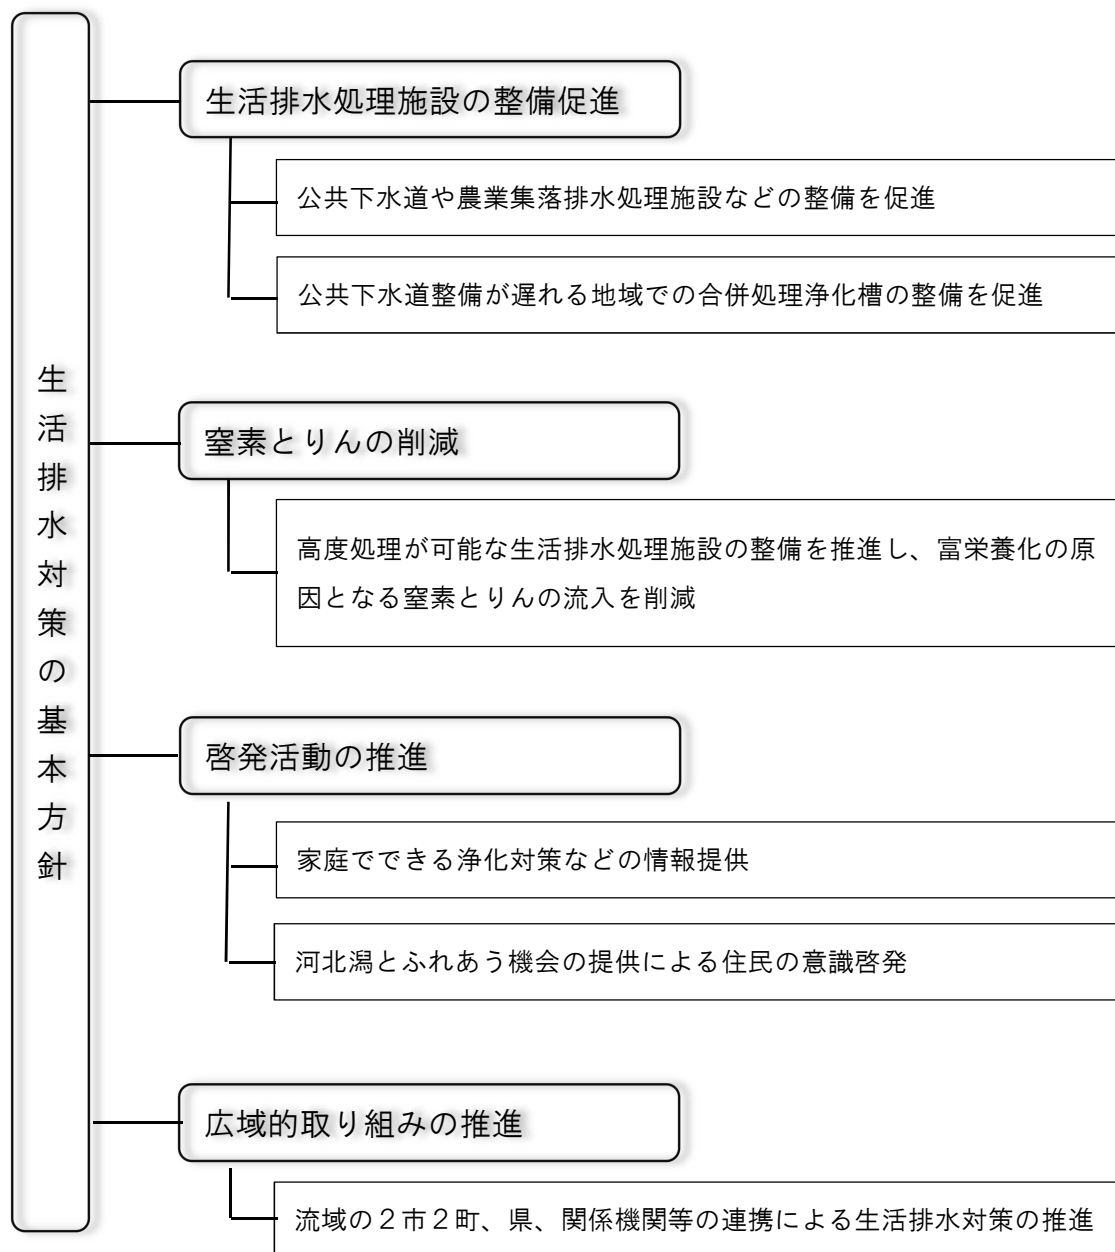 生活排水対策の基本方針
生活排水処理施設の整備促進
公共下水道や農業集落排水処理施設などの整備を促進
公共下水道整備が遅れる地域での合併処理浄化槽の整備を促進
窒素とりんの削減
高度処理が可能な生活排水処理施設の整備を推進し、富栄養化の原
因となる窒素とりんの流入を削減
啓発活動の推進
家庭でできる浄化対策などの情報提供
河北潟とふれあう機会の提供による住民の意識啓発
広域的取り組みの推進
流域の２市２町、県、関係機関等の連携による生活排水対策の推進